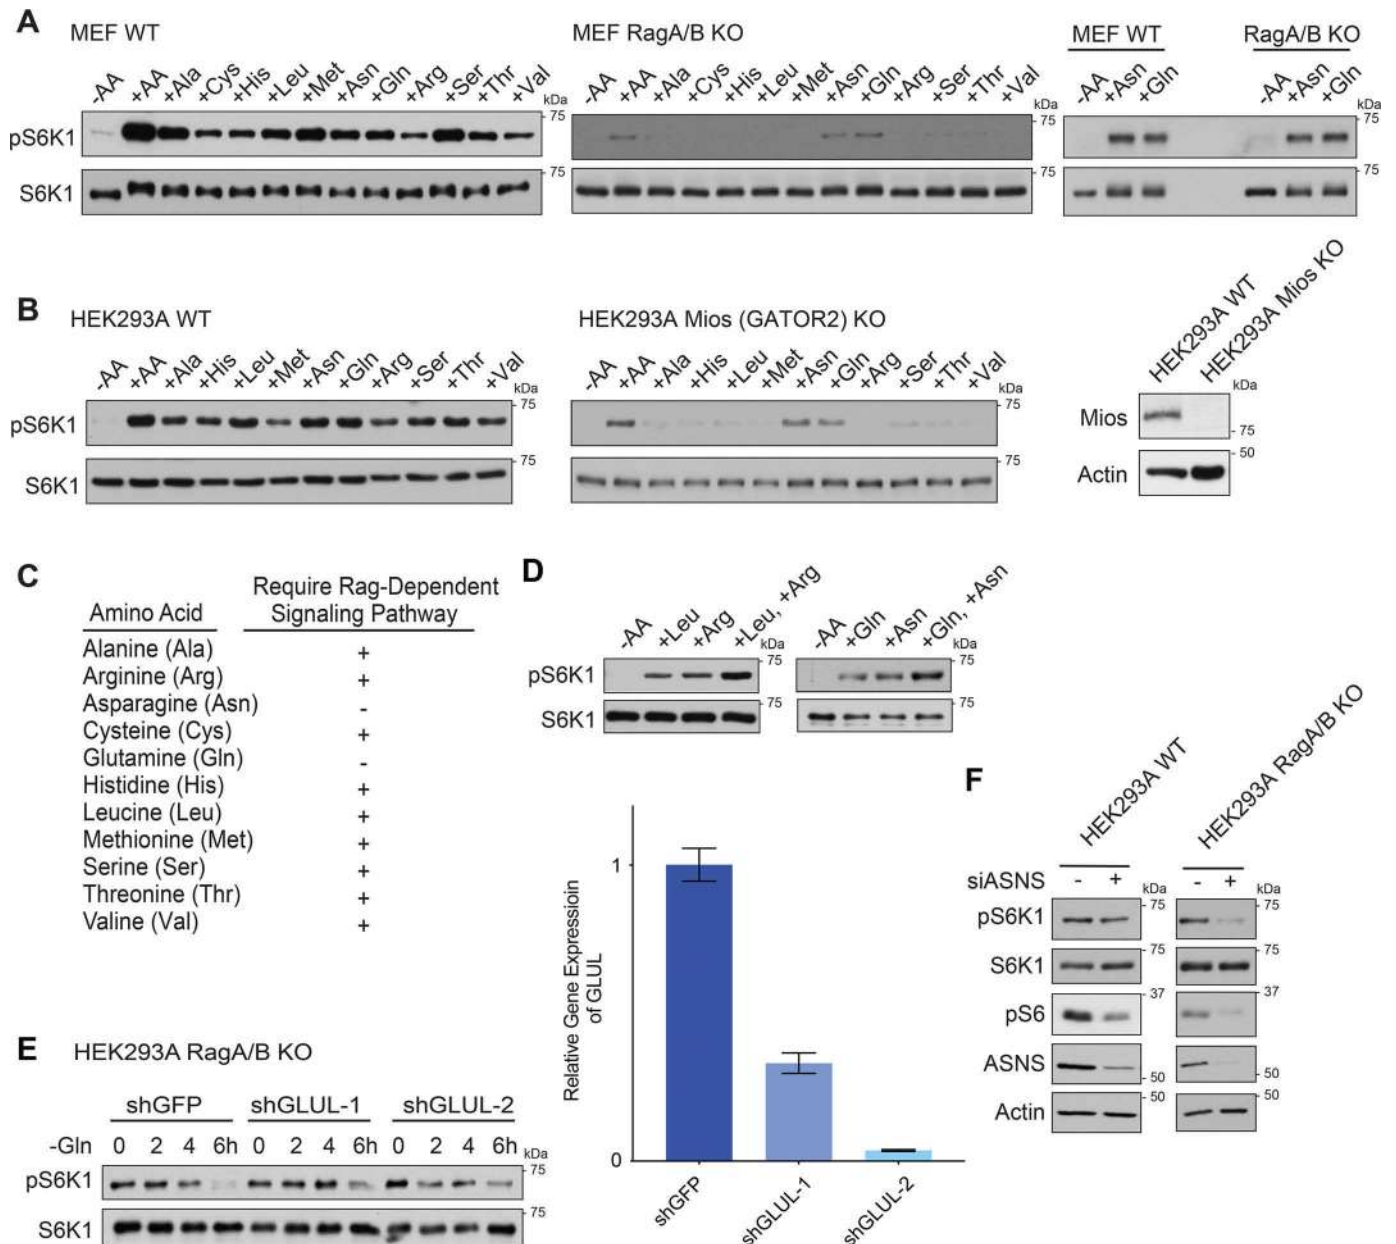 A
MEF WT
-AA +AA +Ala +Cys +His +Leu +Met +Asn +Gln +Arg +Ser +Thr +Val
kDa
pS6K1
75
S6K1
75
MEF RagA/B KO
-AA +AA +Ala +Cys +His +Leu +Met +Asn +Gln +Arg +Ser +Thr +Val
kDa
75
75
MEF WT RagA/B KO
-AA +Asn +Gln -AA +Asn +Gln
kDa
75
75
B
HEK293A WT
-AA +AA +Ala +His +Leu +Met +Asn +Gln +Arg +Ser +Thr +Val
kDa
pS6K1
75
S6K1
75
HEK293A Mios (GATOR2) KO
-AA +AA +Ala +His +Leu +Met +Asn +Gln +Arg +Ser +Thr +Val
kDa
75
75
HEK293A WT
HEK293A Mios KO
kDa
Mios
75
Actin
50
C
Require Rag-Dependent
Amino Acid Signaling Pathway
Alanine (Ala) +
Arginine (Arg) +
Asparagine (Asn) -
Cysteine (Cys) +
Glutamine (Gln) -
Histidine (His) +
Leucine (Leu) +
Methionine (Met) +
Serine (Ser) +
Threonine (Thr) +
Valine (Val) +
D
-AA +Leu +Arg +Leu, +Arg
kDa
pS6K1
75
S6K1
75
-AA +Gln +Asn +Gln, +Asn
kDa
75
75
E
HEK293A RagA/B KO
shGFP shGLUL-1 shGLUL-2
-Gln 0 2 4 6h 0 2 4 6h 0 2 4 6h
kDa
pS6K1
75
S6K1
75
Relative Gene Expressioin
of GLUL
1
0
shGFP
shGLUL-1
shGLUL-2
F
HEK293A WT
HEK293A RagA/B KO
siASNS - + - +
kDa kDa
pS6K1 75 75
S6K1 75 75
pS6 37 37
ASNS 50 50
Actin 50 50